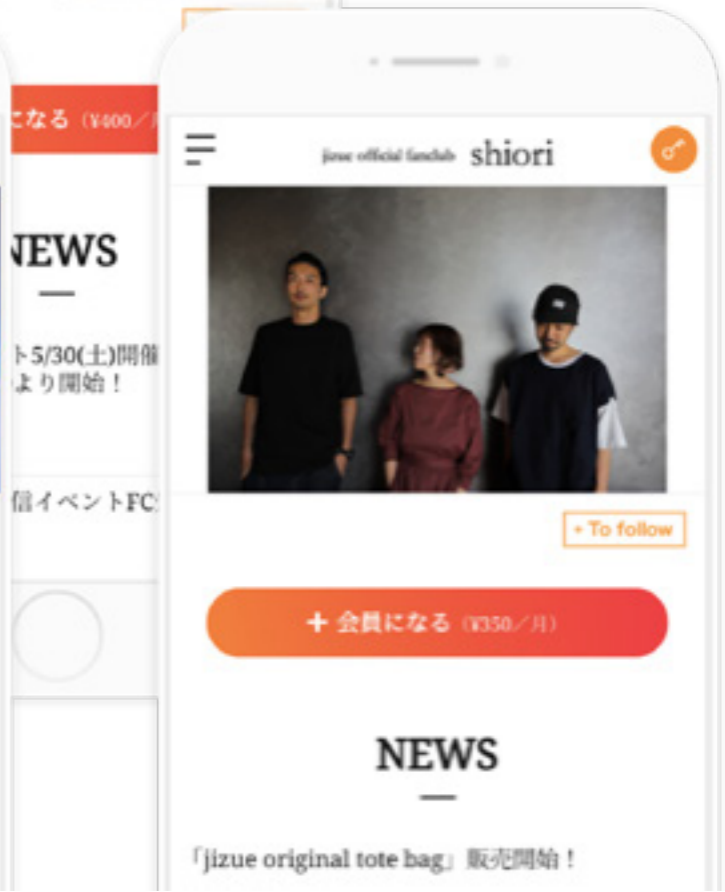 になる（¥400／
NEWS
ト5/30(土)開催
より開始！
信イベントFC
jizue official fanclub shiori
+ To follow
+ 会員になる（¥350／月）
NEWS
「jizue original tote bag」販売開始！